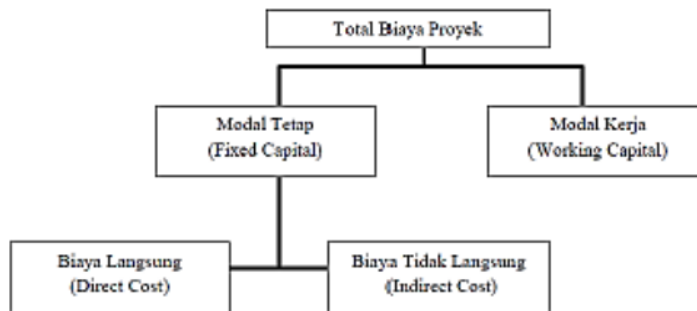 Total Biaya Proyek
Modal Tetap
(Fixed Capital)
Modal Kerja
(Working Capital)
Biaya Langsung
(Direct Cost)
Biaya Tidak Langsung
(Indirect Cost)